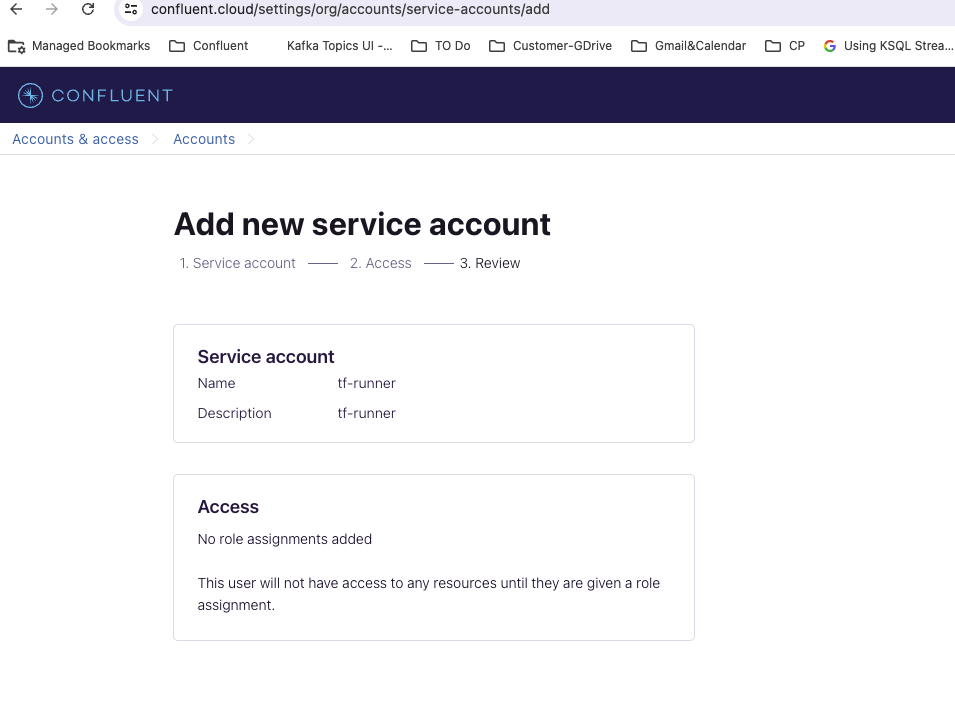 confluent.cloud/settings/org/accounts/service-accounts/add
Managed Bookmarks Confluent Kafka Topics UI -... TO Do Customer-GDrive Gmail&Calendar CP Using KSQL Strea...
CONFLUENT
Accounts & access Accounts
Add new service account
1. Service account 2. Access 3. Review
Service account
Name tf-runner
Description tf-runner
Access
No role assignments added
This user will not have access to any resources until they are given a role
assignment.